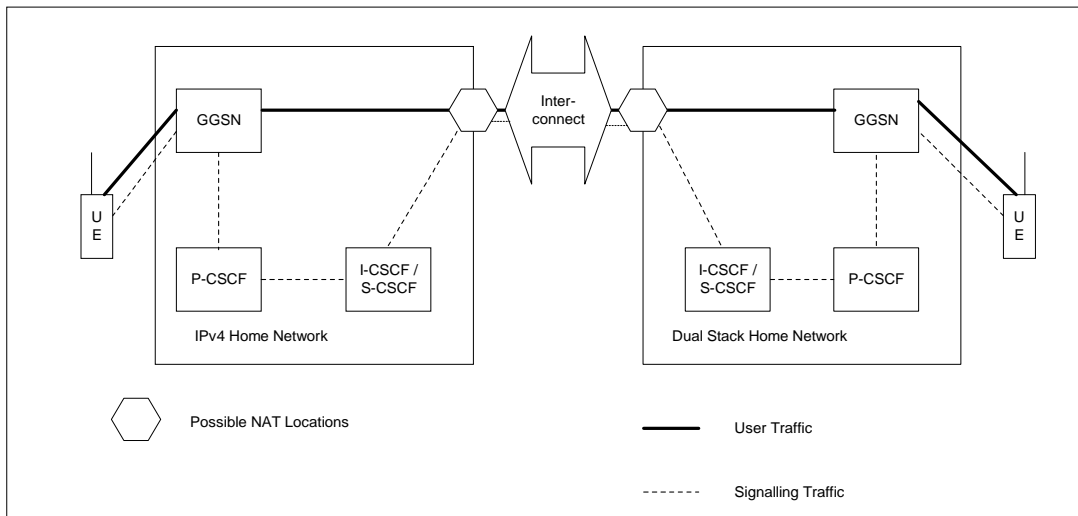 Inter-
connect
GGSN
GGSN
U
E
U
E
P-CSCF
I-CSCF /
S-CSCF
I-CSCF /
S-CSCF
P-CSCF
IPv4 Home Network
Dual Stack Home Network
Possible NAT Locations
User Traffic
Signalling Traffic